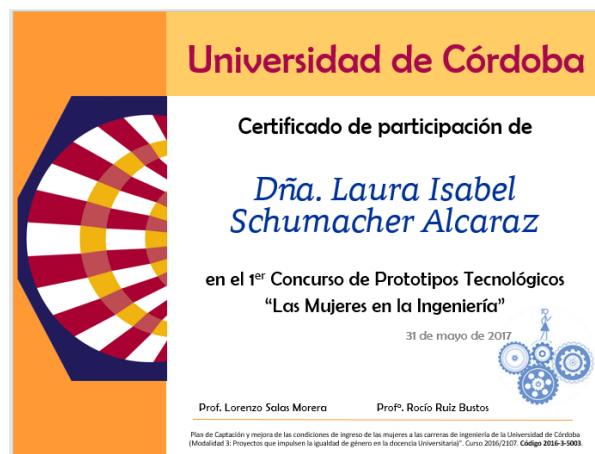 Universidad de Córdoba
Certificado de participación de
Dña. Laura Isabel
Schumacher Alcaraz
en el 1er Concurso de Prototipos Tecnológicos
“Las Mujeres en la Ingeniería”
31 de mayo de 2017
Prof. Lorenzo Salas Morera Profª. Rocío Ruiz Bustos
Plan de Captación y mejora de las condiciones de ingreso de las mujeres a las carreras de ingeniería de la Universidad de Córdoba
(Modalidad 3: Proyectos que impulsen la igualdad de género en la docencia Universitaria)”. Curso 2016/2107. Código 2016-3-5003.